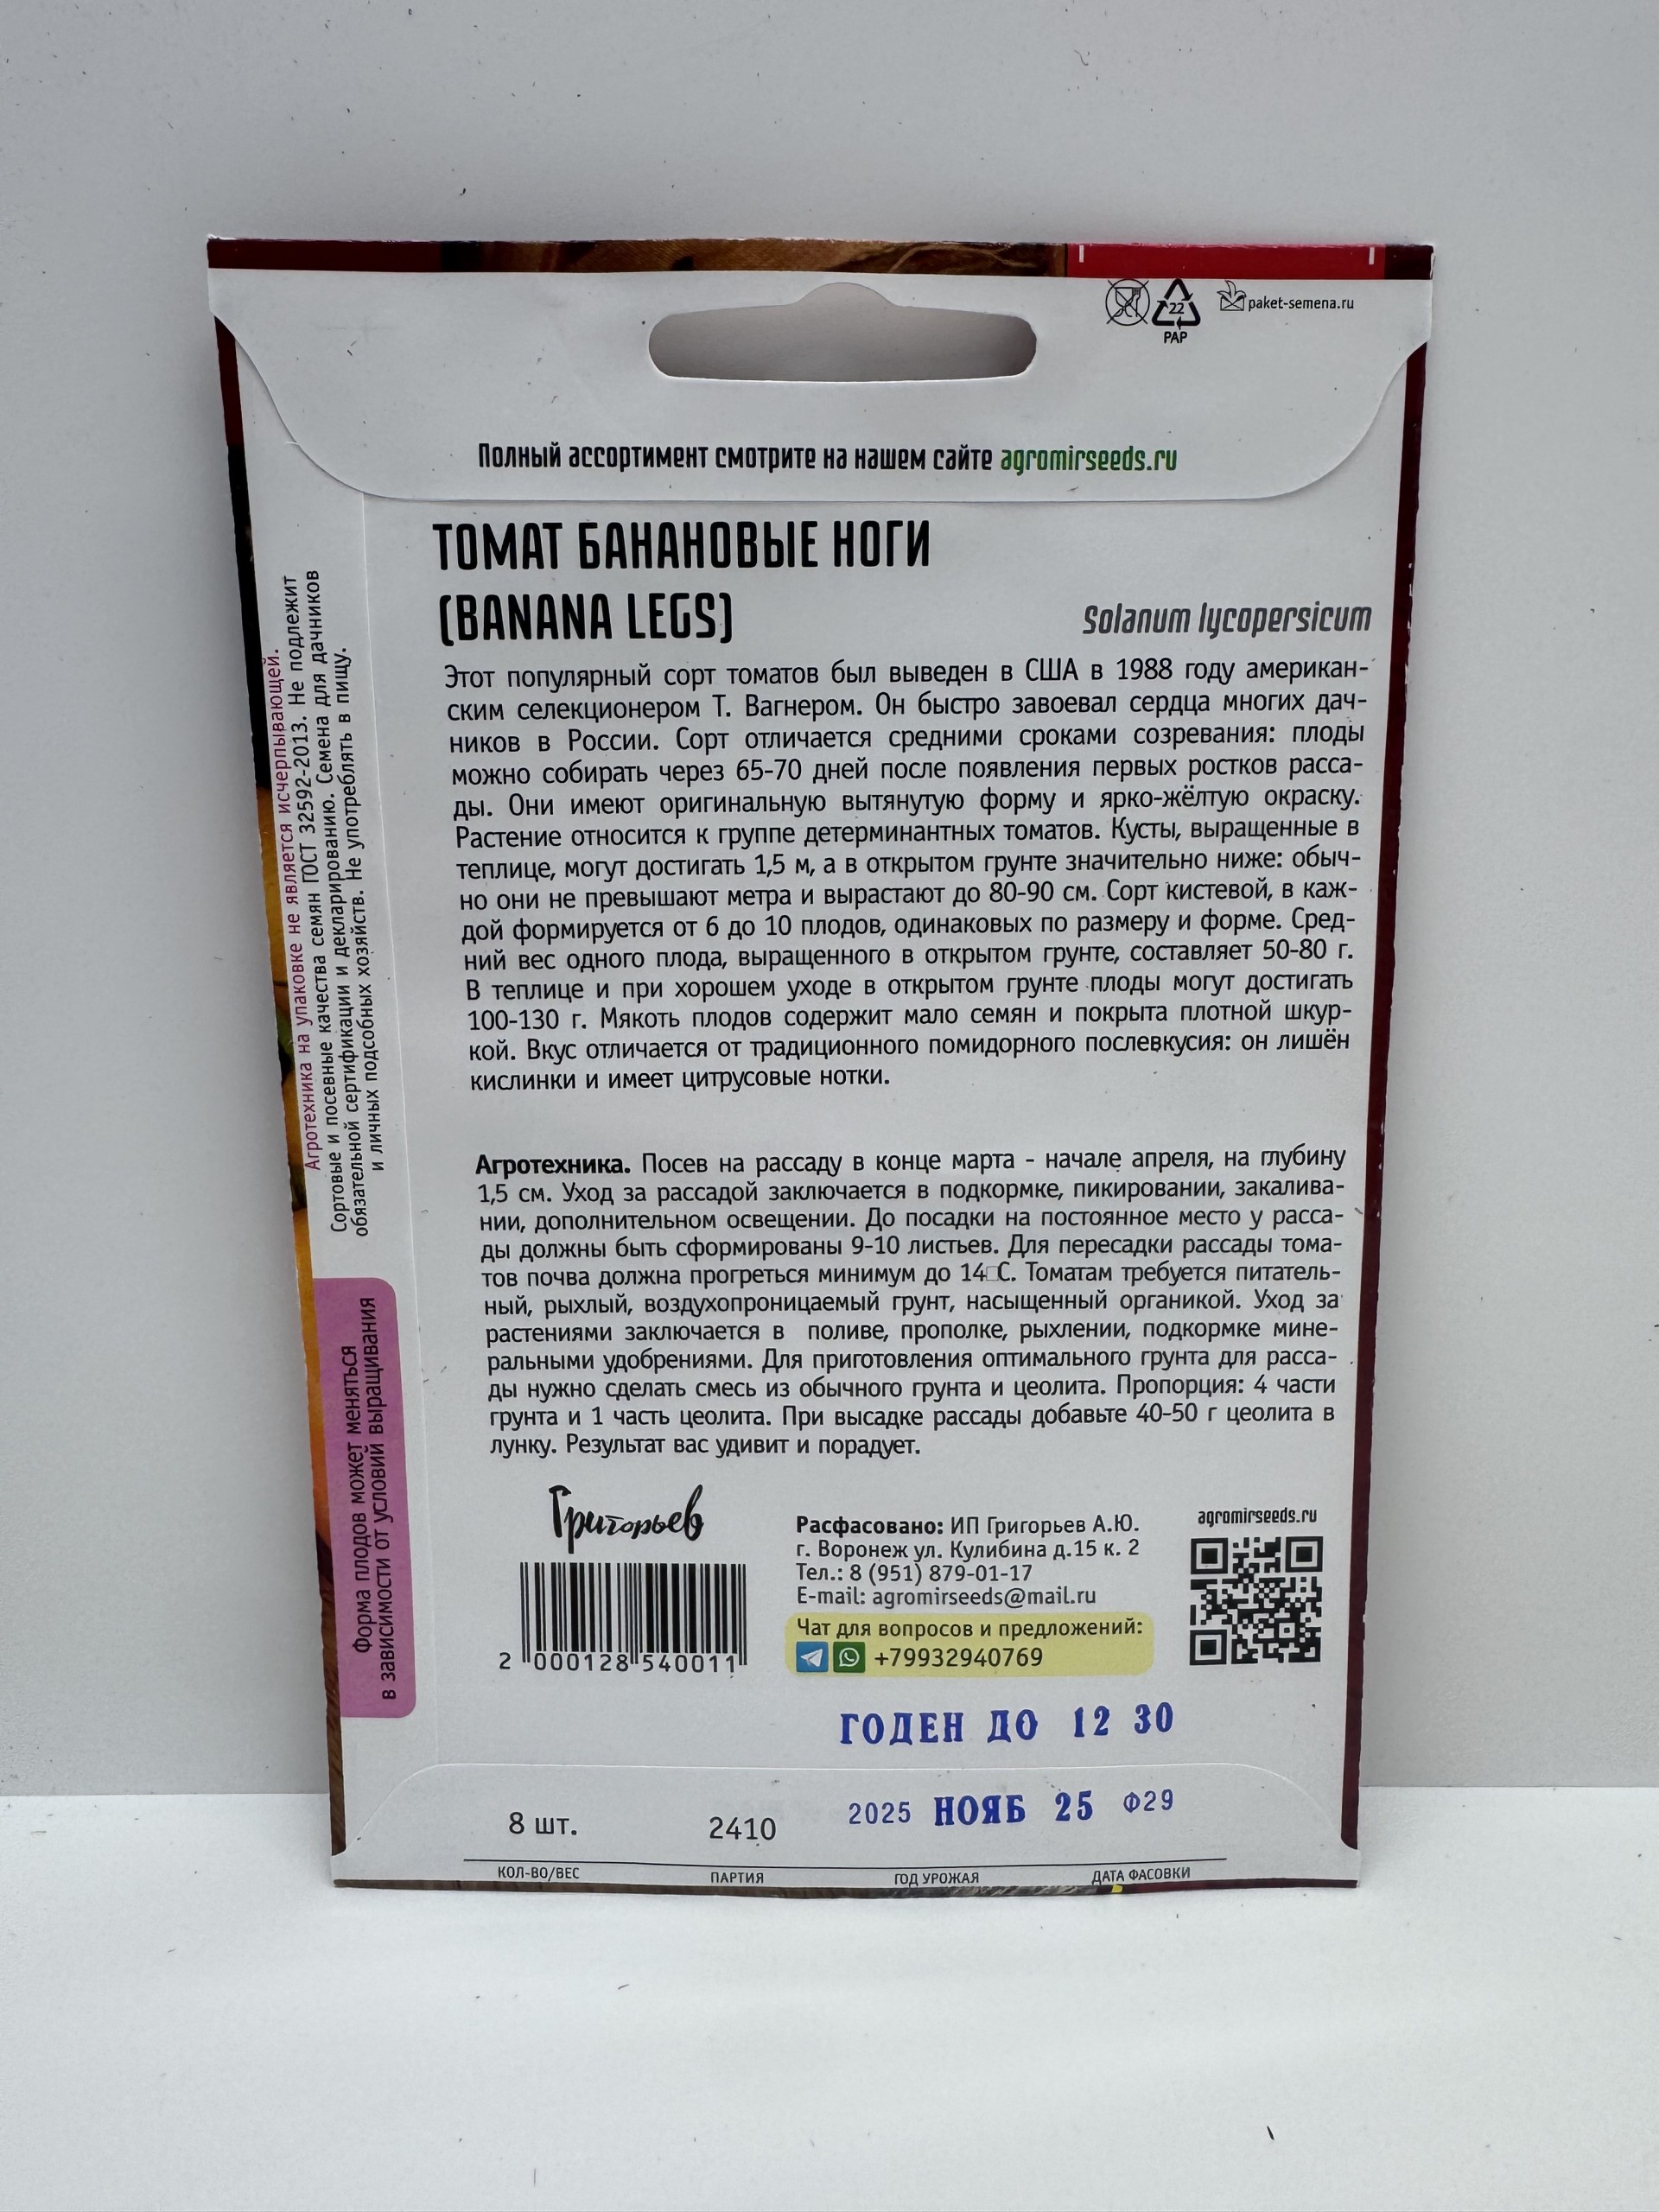 22
PAP
paket-semena.ru
Полный ассортимент смотрите на нашем сайте agromirseeds.ru
ТОМАТ БАНАНОВЫЕ НОГИ
(BANANA LEGS)
Solanum lycopersicum
Этот популярный сорт томатов был выведен в США в 1988 году американ-
ским селекционером Т. Вагнером. Он быстро завоевал сердца многих дач-
ников в России. Сорт отличается средними сроками созревания: плоды
можно собирать через 65-70 дней после появления первых ростков расса-
ды. Они имеют оригинальную вытянутую форму и ярко-жёлтую окраску.
Растение относится к группе детерминантных томатов. Кусты, выращенные в
теплице, могут достигать 1,5 м, а в открытом грунте значительно ниже: обыч-
но они не превышают метра и вырастают до 80-90 см. Сорт кистевой, в каж-
дой формируется от 6 до 10 плодов, одинаковых по размеру и форме. Сред-
ний вес одного плода, выращенного в открытом грунте, составляет 50-80 г.
В теплице и при хорошем уходе в открытом грунте плоды могут достигать
100-130 г. Мякоть плодов содержит мало семян и покрыта плотной шкур-
кой. Вкус отличается от традиционного помидорного послевкусия: он лишён
кислинки и имеет цитрусовые нотки.
Агротехника. Посев на рассаду в конце марта - начале апреля, на глубину
1,5 см. Уход за рассадой заключается в подкормке, пикировании, закалива-
нии, дополнительном освещении. До посадки на постоянное место у расса-
ды должны быть сформированы 9-10 листьев. Для пересадки рассады тома-
тов почва должна прогреться минимум до 14□С. Томатам требуется питатель-
ный, рыхлый, воздухопроницаемый грунт, насыщенный органикой. Уход за
растениями заключается в поливе, прополке, рыхлении, подкормке мине-
ральными удобрениями. Для приготовления оптимального грунта для расса-
ды нужно сделать смесь из обычного грунта и цеолита. Пропорция: 4 части
грунта и 1 часть цеолита. При высадке рассады добавьте 40-50 г цеолита в
лунку. Результат вас удивит и порадует.
Агротехника на упаковке не является исчерпывающей.
Сортовые и посевные качества семян ГОСТ 32592-2013. Не подлежит
обязательной сертификации и декларированию. Семена для дачников
и личных подсобных хозяйств. Не употреблять в пищу.
Форма плодов может меняться
в зависимости от условий выращивания
Григорьев
2 000128 540011
Расфасовано: ИП Григорьев А.Ю.
г. Воронеж ул. Кулибина д.15 к. 2
Тел.: 8 (951) 879-01-17
E-mail: agromirseeds@mail.ru
Чат для вопросов и предложений:
+79932940769
agromirseeds.ru
ГОДЕН ДО 12 30
8 шт. 2410 2025 НОЯБ 25 Ф29
КОЛ-ВО/ВЕС ПАРТИЯ ГОД УРОЖАЯ ДАТА ФАСОВКИ